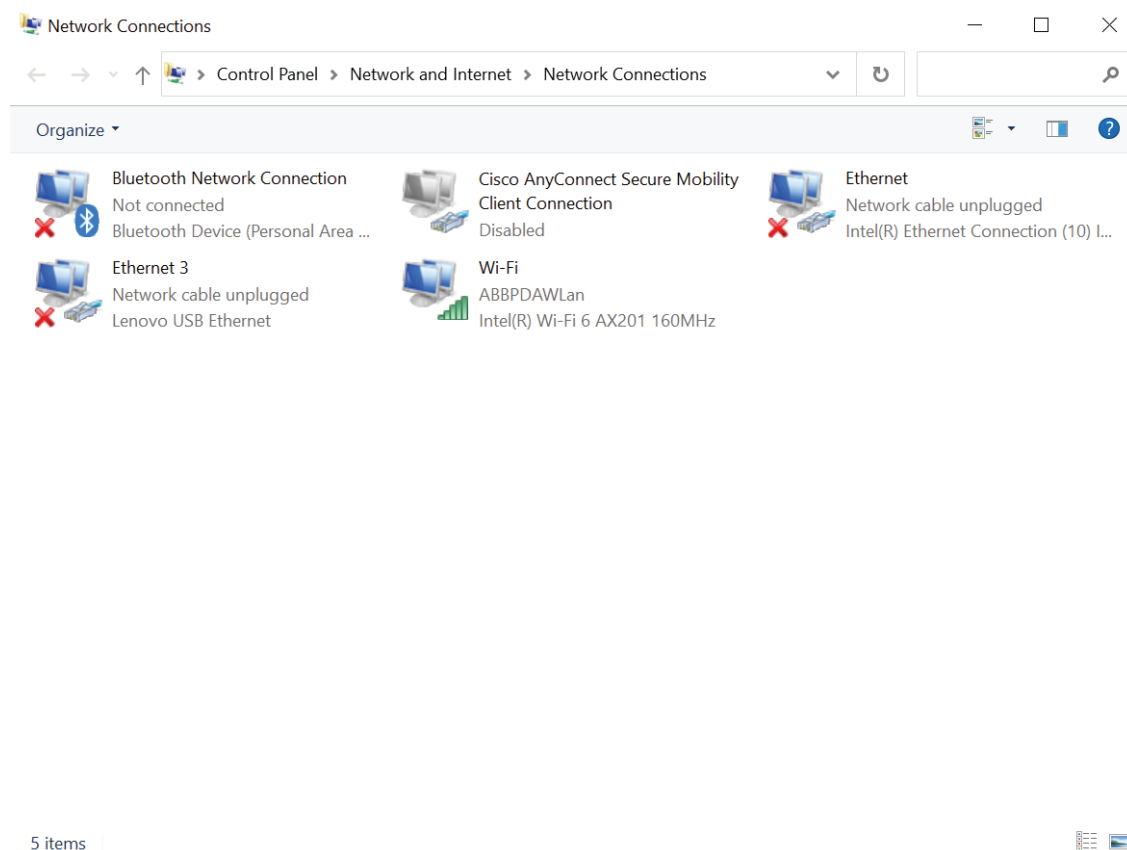 Network Connections
Control Panel > Network and Internet > Network Connections
Organize
?
Bluetooth Network Connection
Not connected
Bluetooth Device (Personal Area ...
Cisco AnyConnect Secure Mobility
Client Connection
Disabled
Ethernet
Network cable unplugged
Intel(R) Ethernet Connection (10) I...
Ethernet 3
Network cable unplugged
Lenovo USB Ethernet
Wi-Fi
ABBPDAWLan
Intel(R) Wi-Fi 6 AX201 160MHz
5 items